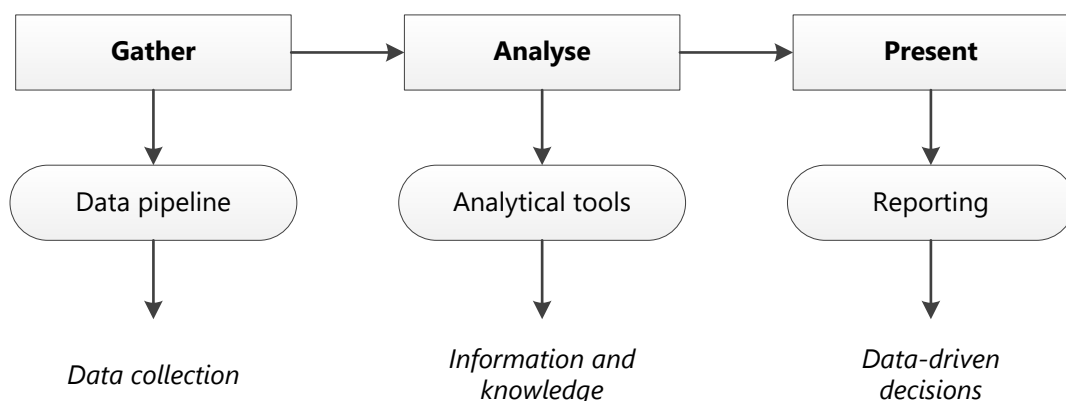 Gather
Analyse
Present
Data pipeline
Analytical tools
Reporting
Data collection
Information and
knowledge
Data-driven
decisions